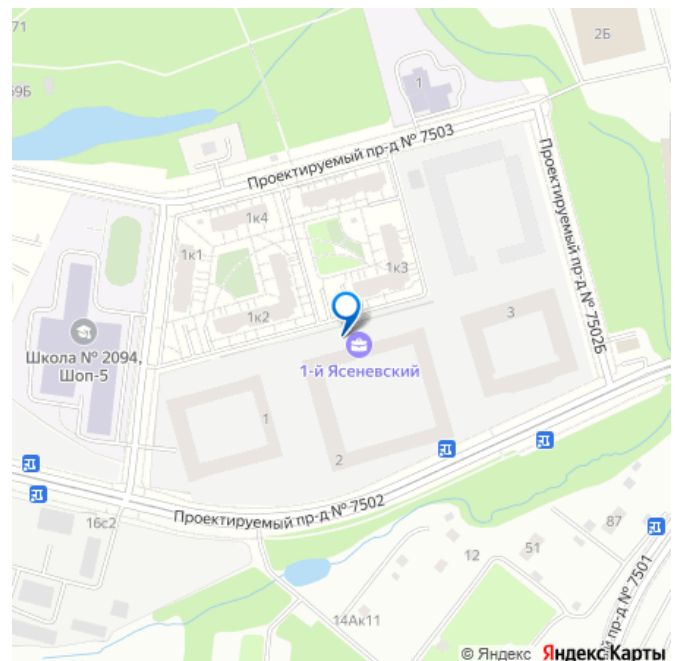 71
2Б
69Б
1
Проектируемый пр-д № 7503
Проектируемый пр-д № 7502Б
1к4
1к1
1к3
1к2
3
Школа № 2094,
Шоп-5
1-й Ясеневский
1
2
Проектируемый пр-д № 7502
16с2
87
51
12
пр-д № 7501
14Ак11
© Яндекс Яндекс Карты